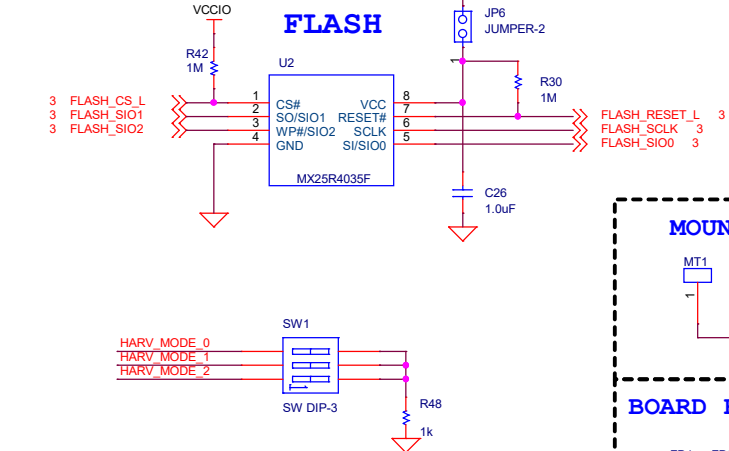 VCCIO
FLASH
JP6
JUMPER-2
1
R42
1M
U2
R30
1M
3 FLASH_CS_L
3 FLASH_SIO1
3 FLASH_SIO2
1
2
3
4
CS#
SO/SIO1
WP#/SIO2
GND
VCC
RESET#
SCLK
SI/SIO0
8
7
6
5
FLASH_RESET_L 3
FLASH_SCLK 3
FLASH_SIO0 3
MX25R4035F
C26
1.0uF
MOUN
MT1
1
SW1
HARV_MODE_0
HARV_MODE_1
HARV_MODE_2
SW DIP-3
R48
1k
BOARD